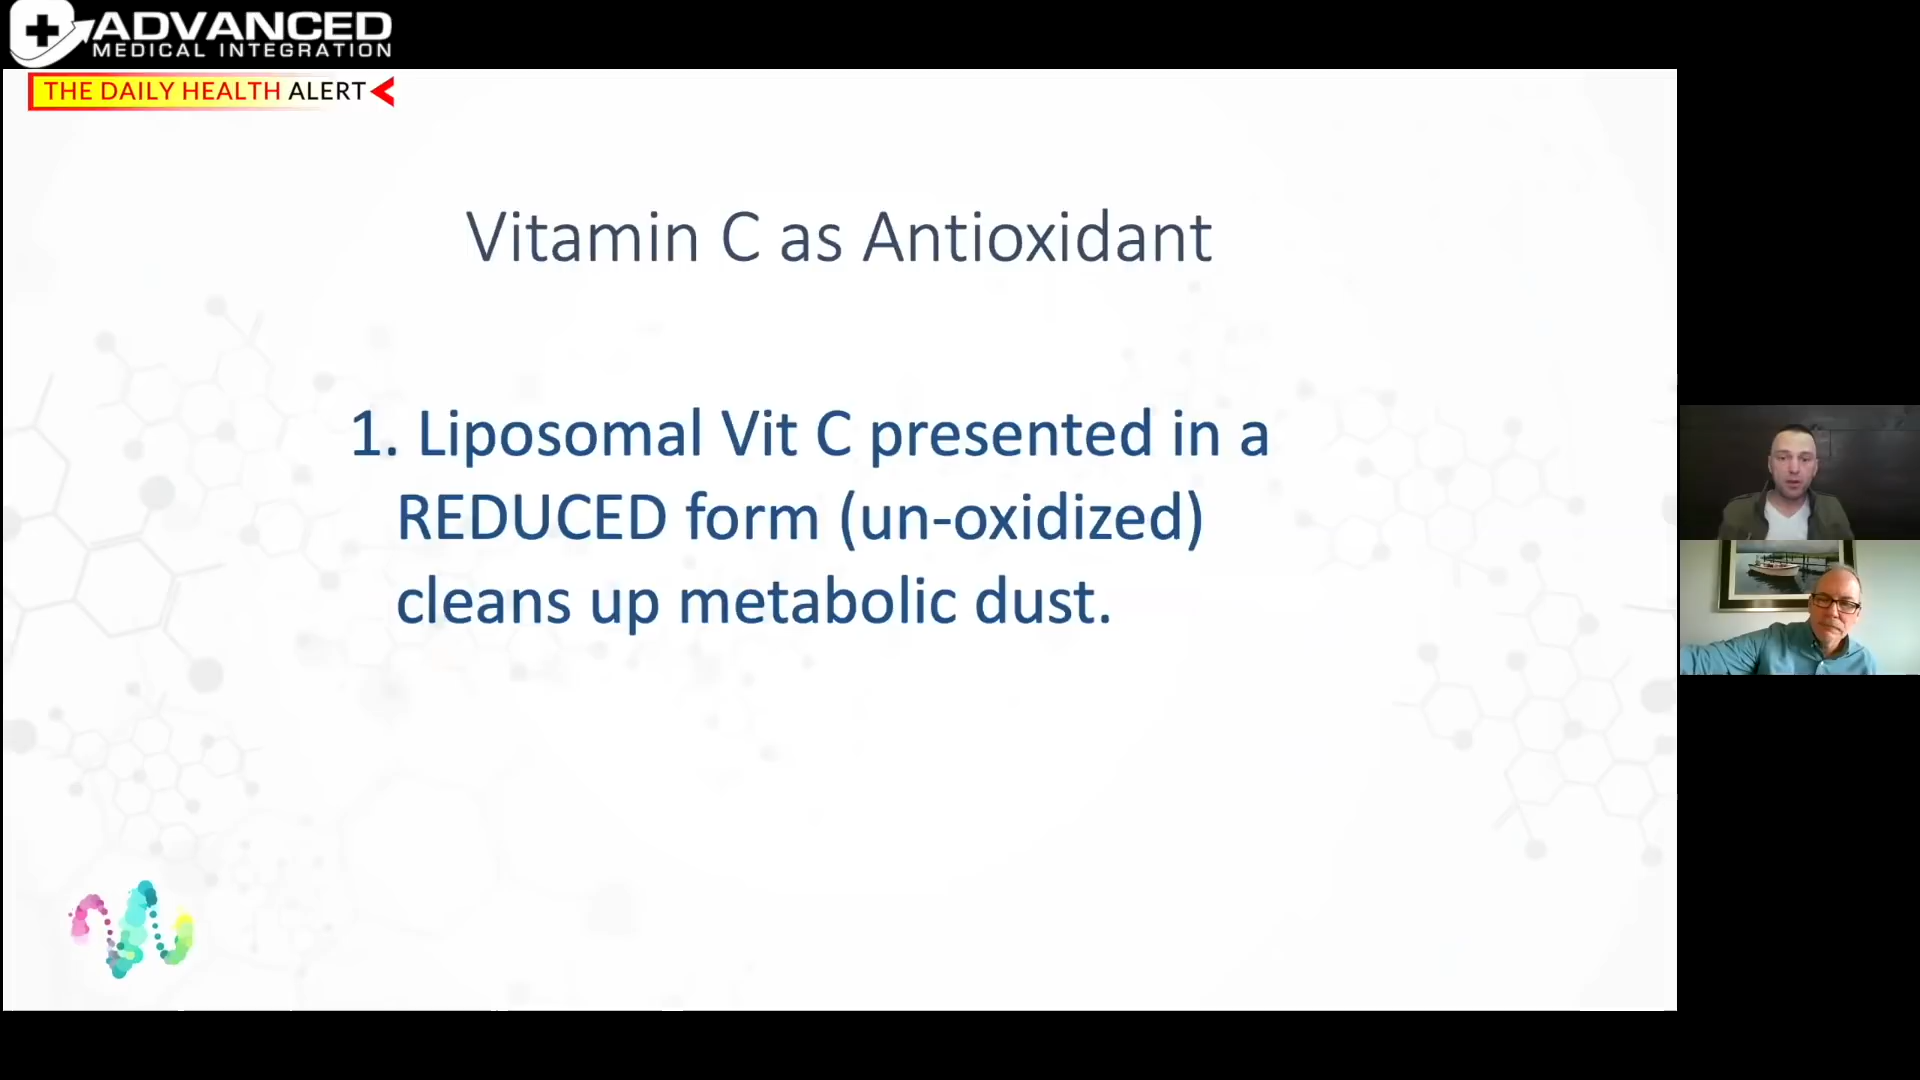 ADVANCED
MEDICAL INTEGRATION
THE DAILY HEALTH ALERT
Vitamin C as Antioxidant
1. Liposomal Vit C presented in a
REDUCED form (un-oxidized)
cleans up metabolic dust.